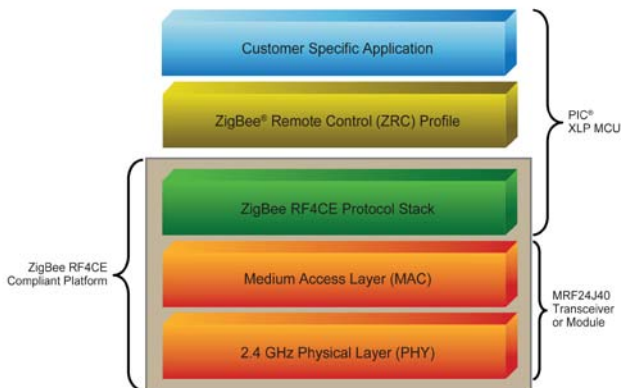 Customer Specific Application
ZigBee® Remote Control (ZRC) Profile
PIC®
XLP MCU
ZigBee RF4CE Protocol Stack
ZigBee RF4CE
Compliant Platform
Medium Access Layer (MAC)
MRF24J40
Transceiver
or Module
2.4 GHz Physical Layer (PHY)